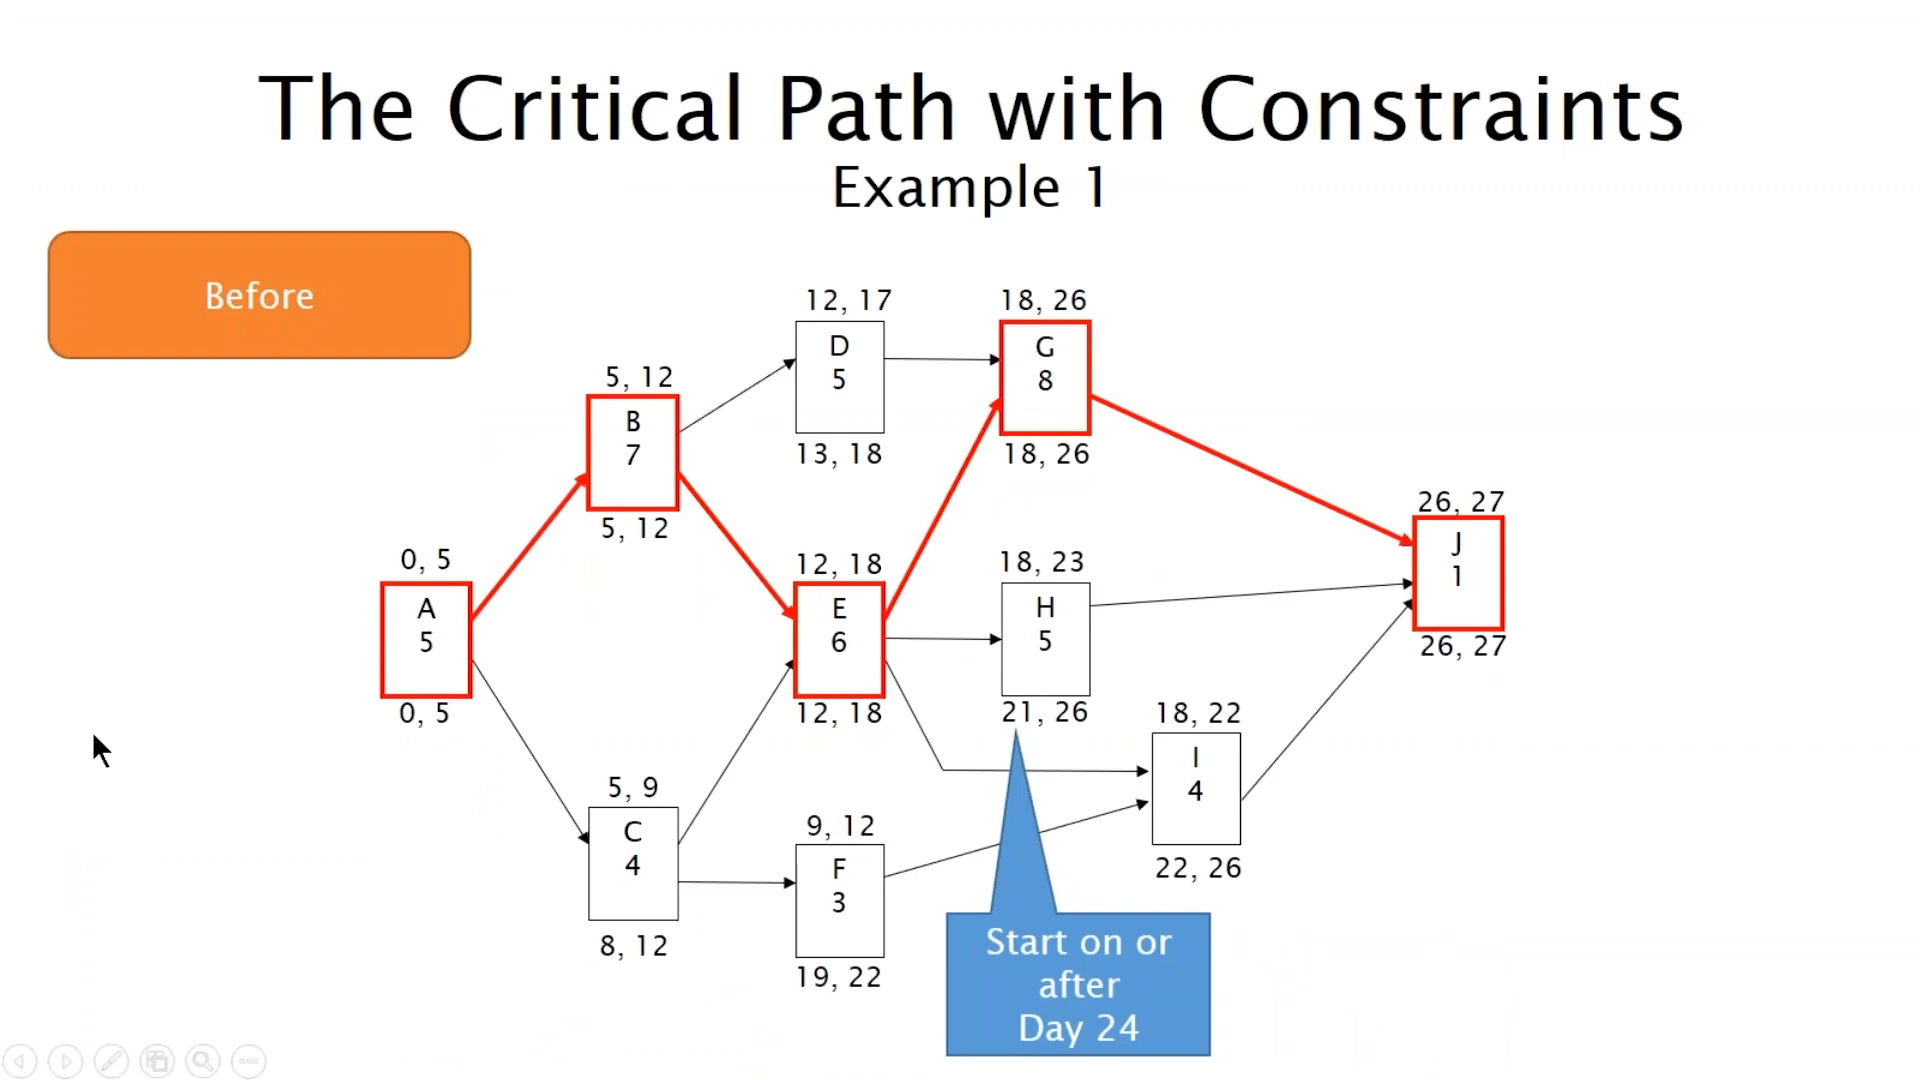 The Critical Path with Constraints
Example 1
Before
12, 17
D
5
13, 18
18, 26
G
8
18, 26
5, 12
B
7
5, 12
26, 27
J
1
26, 27
0, 5
A
5
0, 5
12, 18
E
6
12, 18
18, 23
H
5
21, 26
18, 22
I
4
22, 26
5, 9
C
4
8, 12
9, 12
F
3
19, 22
Start on or
after
Day 24